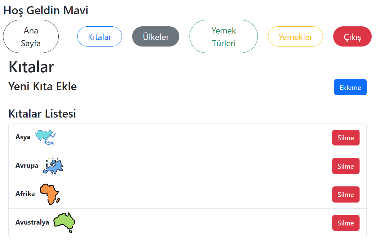 Hoş Geldin Mavi
Ana Sayfa
Kıtalar
Ülkeler
Yemek Türleri
Yemekler
Çıkış
Kıtalar
Yeni Kıta Ekle
Ekleme
Kıtalar Listesi
Asya
Silme
Avrupa
Silme
Afrika
Silme
Avustralya
Silme